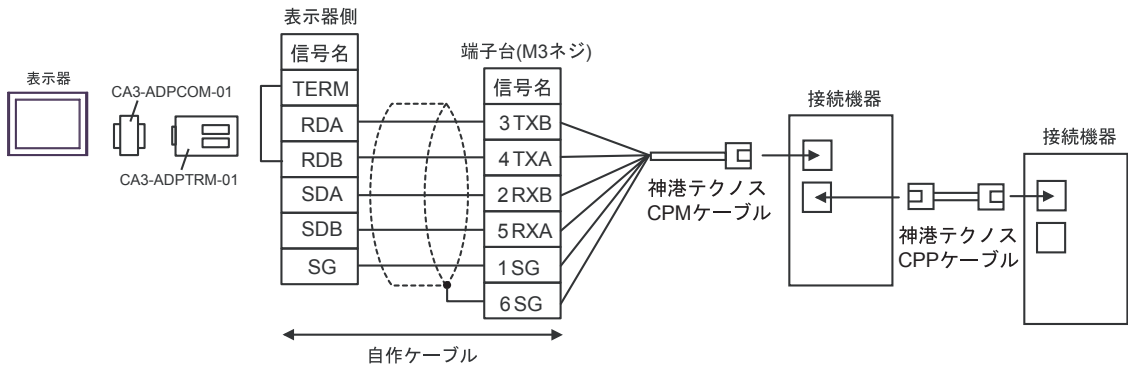 表示器
CA3-ADPCOM-01
CA3-ADPTRM-01
表示器側
信号名
TERM
RDA
RDB
SDA
SDB
SG
端子台(M3ネジ)
信号名
3 TXB
4 TXA
2 RXB
5 RXA
1 SG
6 SG
自作ケーブル
神港テクノス
CPMケーブル
接続機器
神港テクノス
CPPケーブル
接続機器